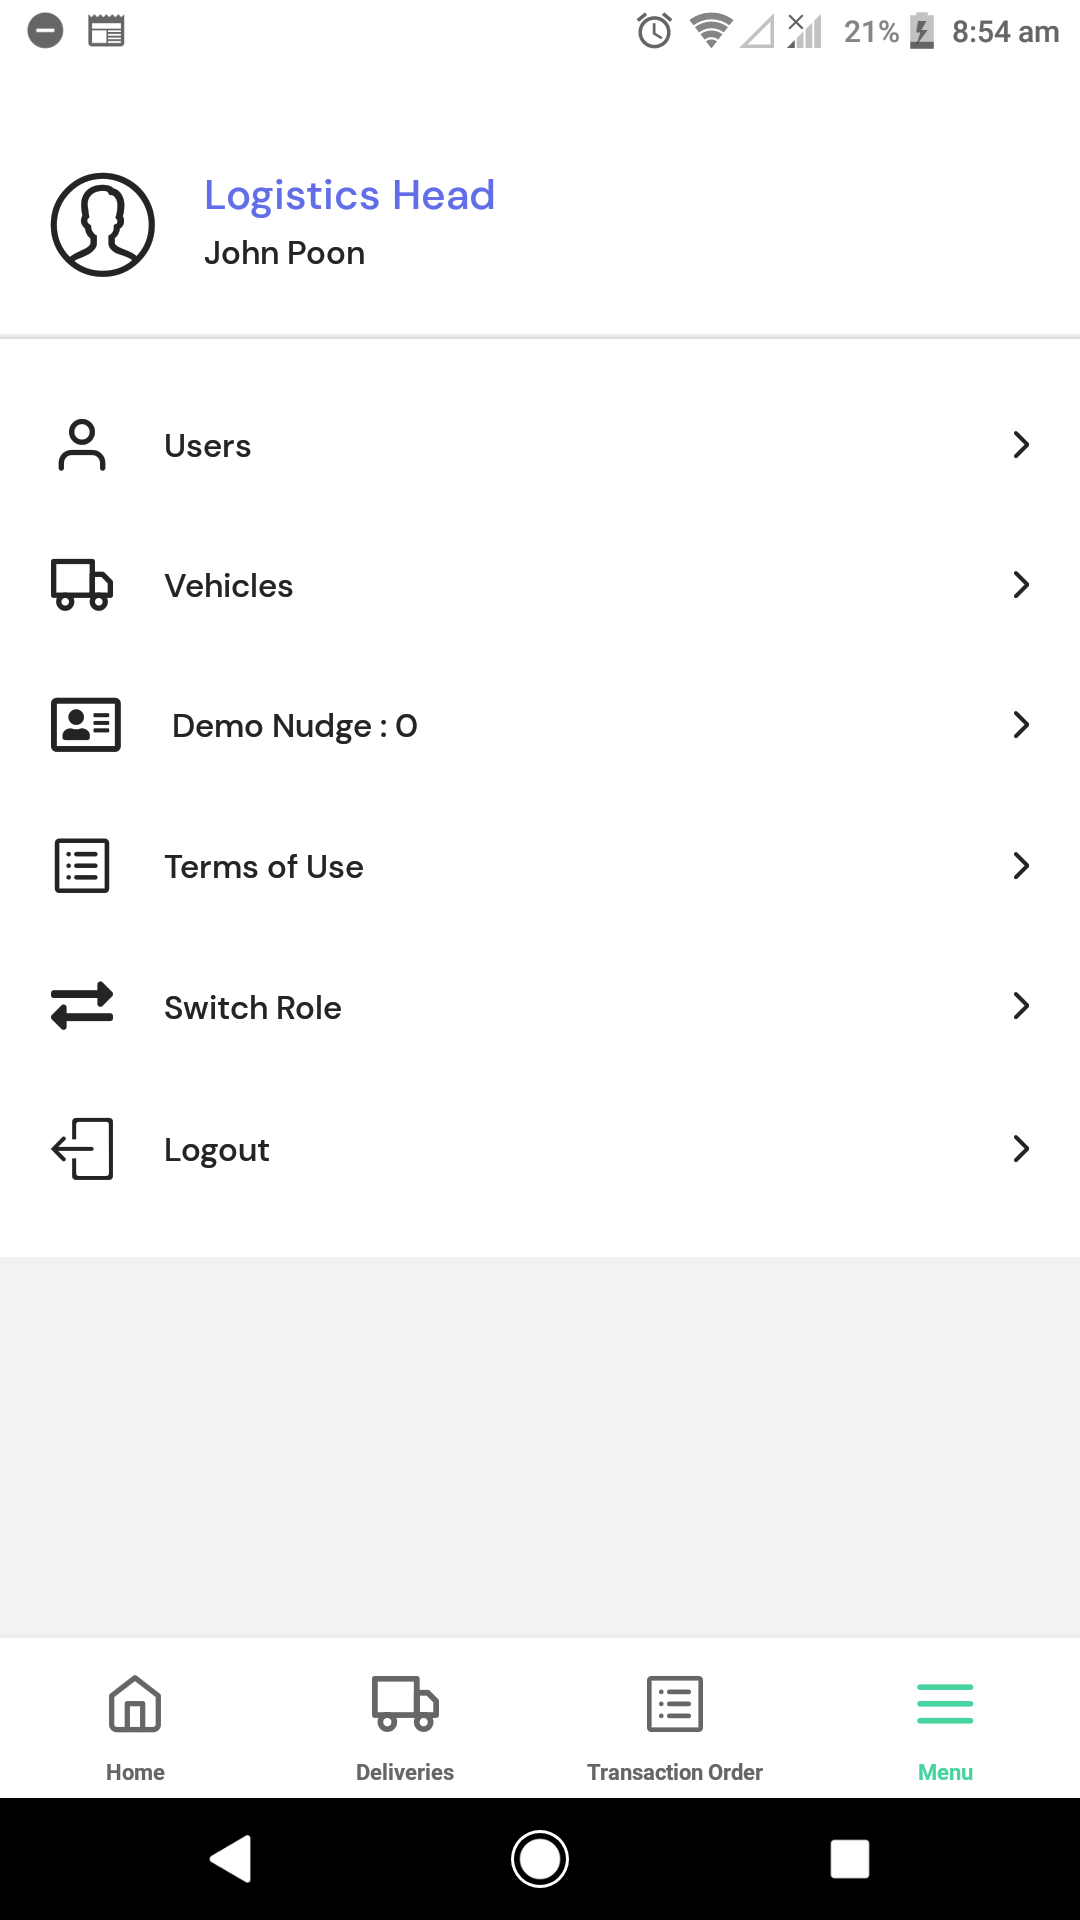 21% 8:54 am
Logistics Head
John Poon
Users
Vehicles
Demo Nudge : 0
Terms of Use
Switch Role
Logout
Home Deliveries Transaction Order Menu